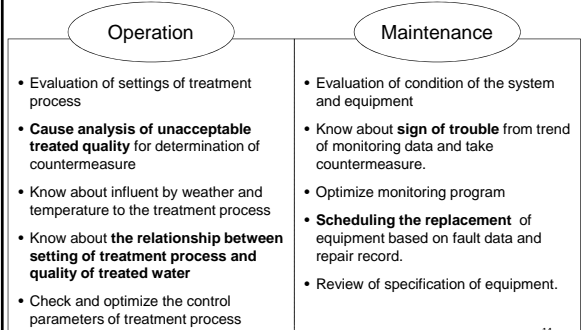 Operation
• Evaluation of settings of treatment
process
• Cause analysis of unacceptable
treated quality for determination of
countermeasure
• Know about influent by weather and
temperature to the treatment process
• Know about the relationship between
setting of treatment process and
quality of treated water
• Check and optimize the control
parameters of treatment process
Maintenance
• Evaluation of condition of the system
and equipment
• Know about sign of trouble from trend
of monitoring data and take
countermeasure.
• Optimize monitoring program
• Scheduling the replacement of
equipment based on fault data and
repair record.
• Review of specification of equipment.